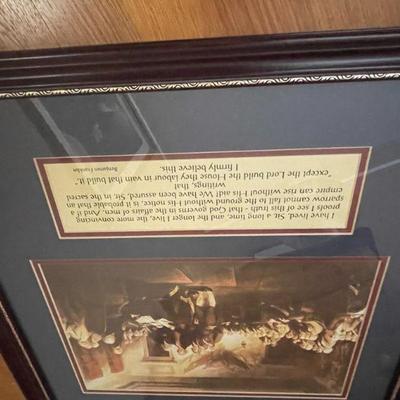 I have lived, Sir, a long time, and the longer I live, the more convincing
proofs I see of this truth - that God governs in the affairs of men. And if a
sparrow cannot fall to the ground without His notice, is it probable that an
empire can rise without His aid? We have been assured, Sir, in the sacred
writings, that
"except the Lord build the House they labour in vain that build it."
I firmly believe this.
Benjamin Franklin